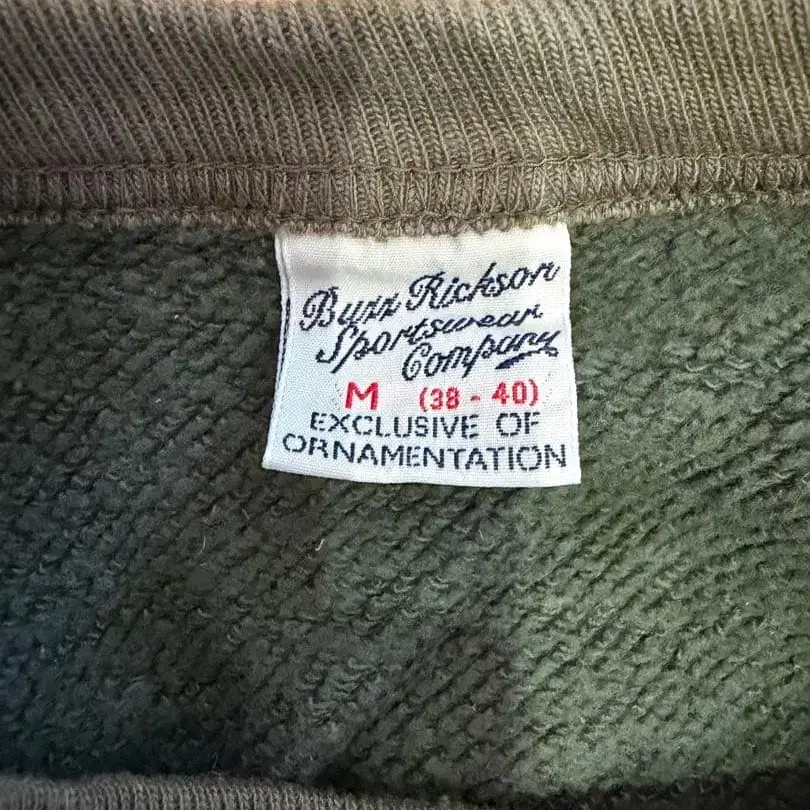 Buzz Rickson
Sportswear
Company
M (38 - 40)
EXCLUSIVE OF
ORNAMENTATION